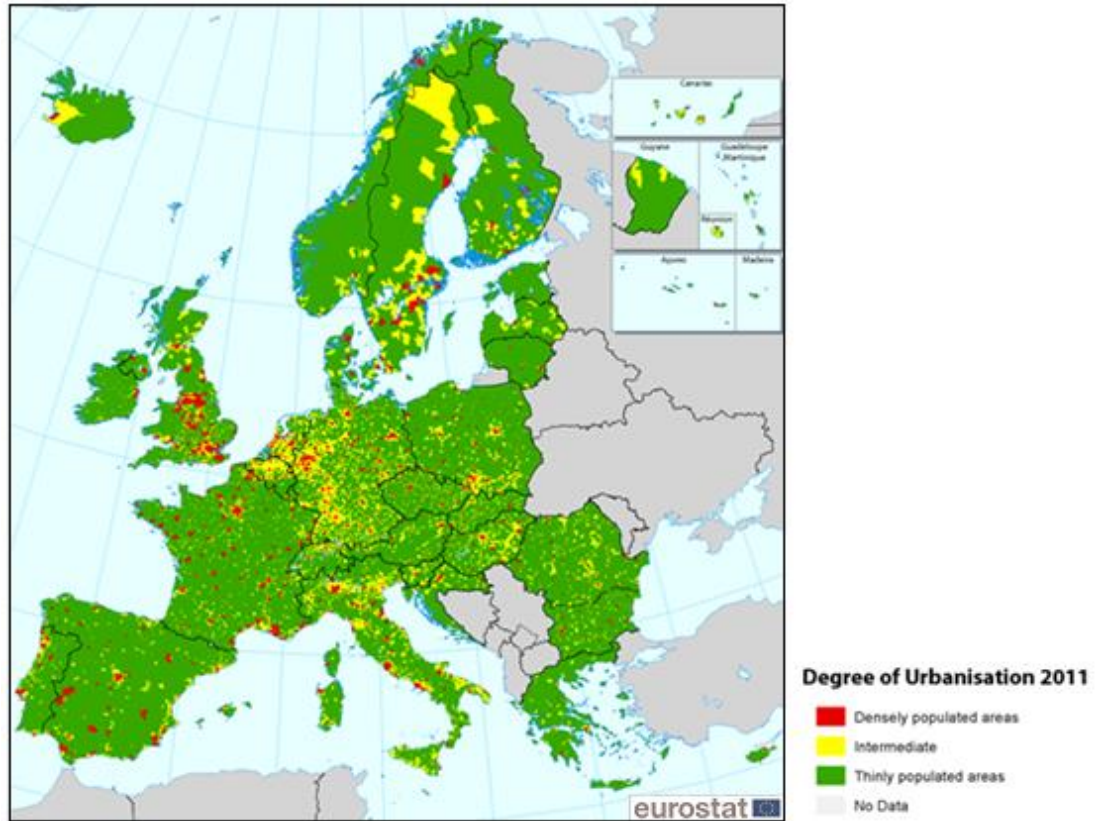 Canarias
Guyane
Guadeloupe
Martinique
Réunion
Açores
Madeira
eurostat
Degree of Urbanisation 2011
Densely populated areas
Intermediate
Thinly populated areas
No Data